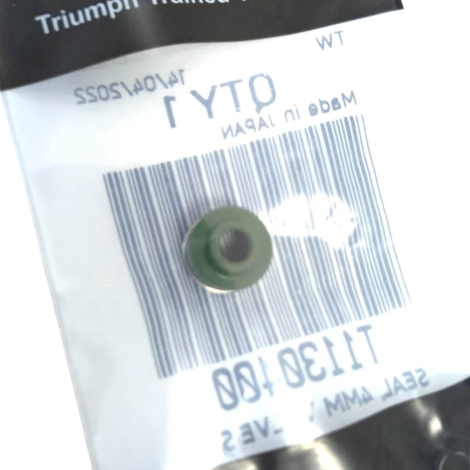 Triumph Trained
TW
14/04/2022
QTY 1
Made in JAPAN
T1130100
SEAL, 4MM